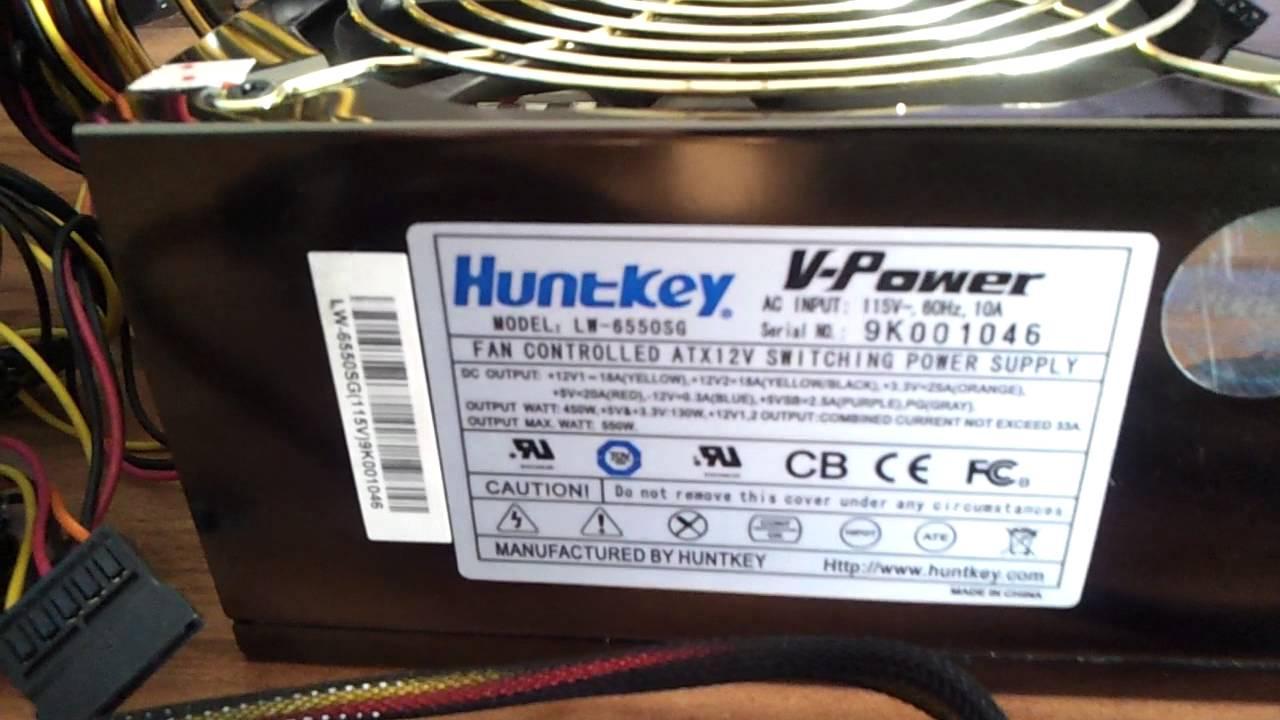 Huntkey® V-Power
AC INPUT: 115V~, 60Hz, 10A
MODEL: LW-6550SG Serial NO.: 9K001046
FAN CONTROLLED ATX12V SWITCHING POWER SUPPLY
DC OUTPUT: +12V1=18A(YELLOW),+12V2=18A(YELLOW/BLACK),+3.3V=25A(ORANGE),
+5V=20A(RED),-12V=0.3A(BLUE),+5VSB=2.5A(PURPLE),PG(GRAY).
OUTPUT WATT: 450W,+5V&+3.3V:130W,+12V1,2 OUTPUT:COMBINED CURRENT NOT EXCEED 33A
OUTPUT MAX. WATT: 550W.
CB CE FC
CAUTION! Do not remove this cover under any circumstances
INPUT ATE
MANUFACTURED BY HUNTKEY Http://www.huntkey.com
MADE IN CHINA
LW-6550SG(115V)9K001046